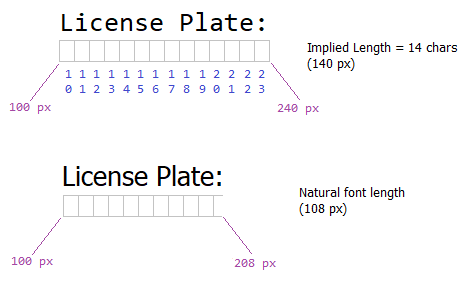 License Plate:
Implied Length = 14 chars
(140 px)
1 1 1 1 1 1 1 1 1 1 2 2 2 2
0 1 2 3 4 5 6 7 8 9 0 1 2 3
100 px
240 px
License Plate:
Natural font length
(108 px)
100 px
208 px